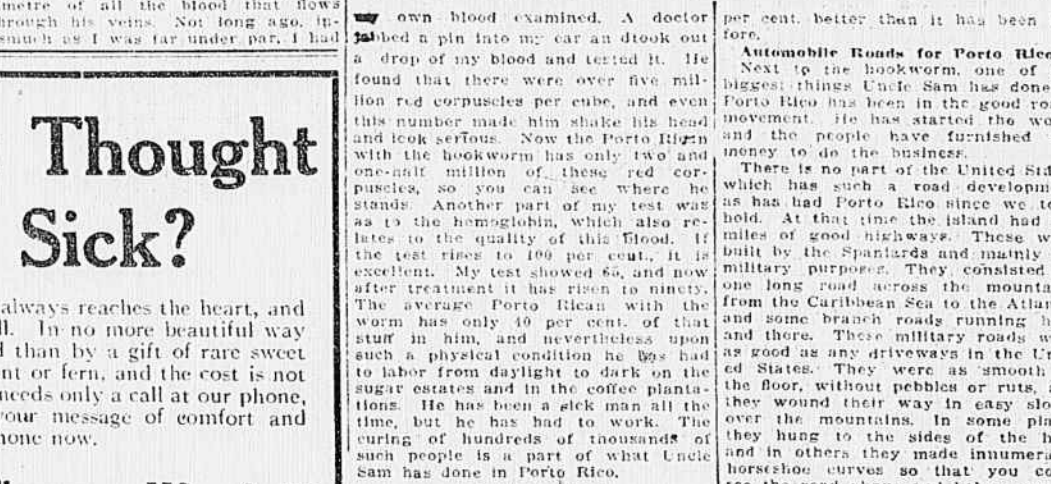 metre of all the blood that flows
through his veins. Not long ago, in-
smuch as I was far under par, I had
Thought
Sick?
always reaches the heart, and
ll. In no more beautiful way
d than by a gift of rare sweet
nt or fern, and the cost is not
needs only a call at our phone,
your message of comfort and
hone now.
own blood examined. A doctor
jabbed a pin into my ear an dtook out
a drop of my blood and tested it. He
found that there were over five mil-
lion red corpuscles per cube, and even
this number made him shake his head
and look serious. Now the Porto Rican
with the hookworm has only two and
one-half million of these red cor-
puscles, so you can see where he
stands. Another part of my test was
as to the hemoglobin, which also re-
lates to the quality of this blood. If
the test rises to 100 per cent., it is
excellent. My test showed 65, and now
after treatment it has risen to ninety.
The average Porto Rican with the
worm has only 40 per cent. of that
stuff in him, and nevertheless upon
such a physical condition he has had
to labor from daylight to dark on the
sugar estates and in the coffee planta-
tions. He has been a sick man all the
time, but he has had to work. The
curing of hundreds of thousands of
such people is a part of what Uncle
Sam has done in Porto Rico.
per cent. better than it has been
fore.
Automobile Roads for Porto Rico
Next to the hookworm, one of
biggest things Uncle Sam has done
Porto Rico has been in the good ro
movement. He has started the wo
and the people have furnished
money to do the business.
There is no part of the United Sta
which has such a road developm
as has had Porto Rico since we to
hold. At that time the island had
miles of good highways. These w
built by the Spaniards and mainly
military purposes. They consisted
one long road across the mounta
from the Caribbean Sea to the Atlan
and some branch roads running h
and there. These military roads w
as good as any driveways in the Un
ed States. They were as smooth
the floor, without pebbles or ruts,
they wound their way in easy slo
over the mountains. In some pla
they hung to the sides of the h
and in others they made innumera
horseshoe curves so that you co